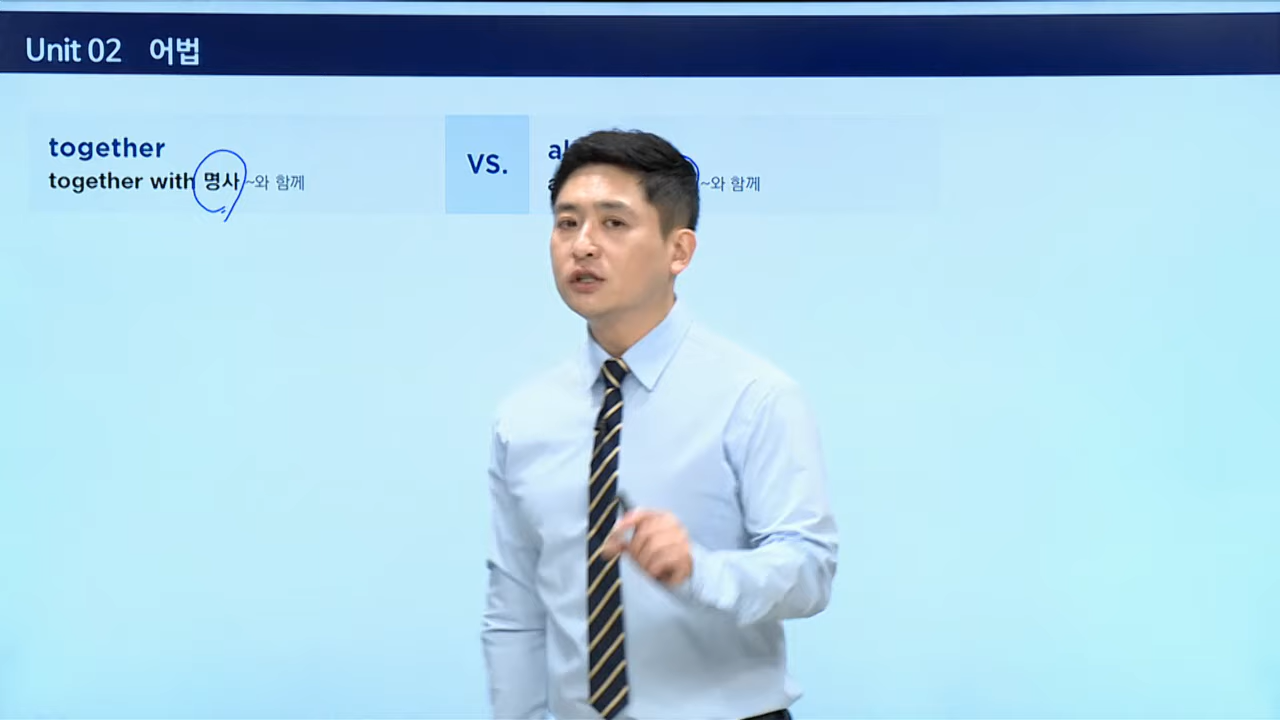 Unit 02 어법
together
together with 명사 ~와 함께
VS.
~와 함께